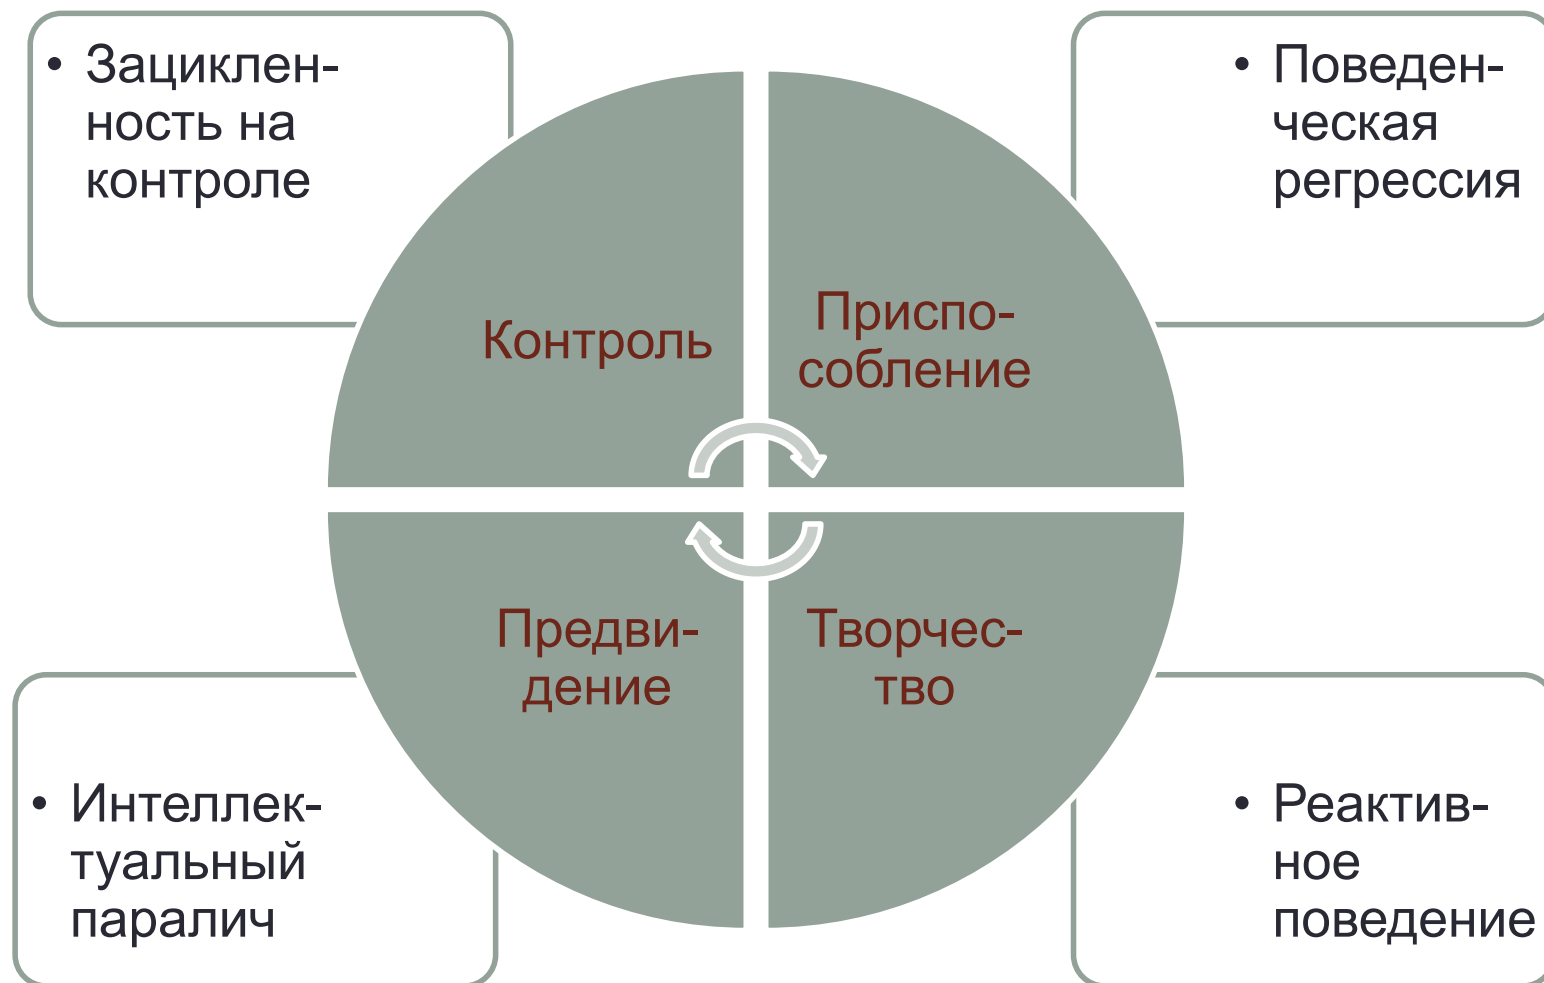 • Зациклен-
ность на
контроле
• Поведен-
ческая
регрессия
Контроль
Приспо-
собление
Предви-
дение
Творчес-
тво
• Интеллек-
туальный
паралич
• Реактив-
ное
поведение